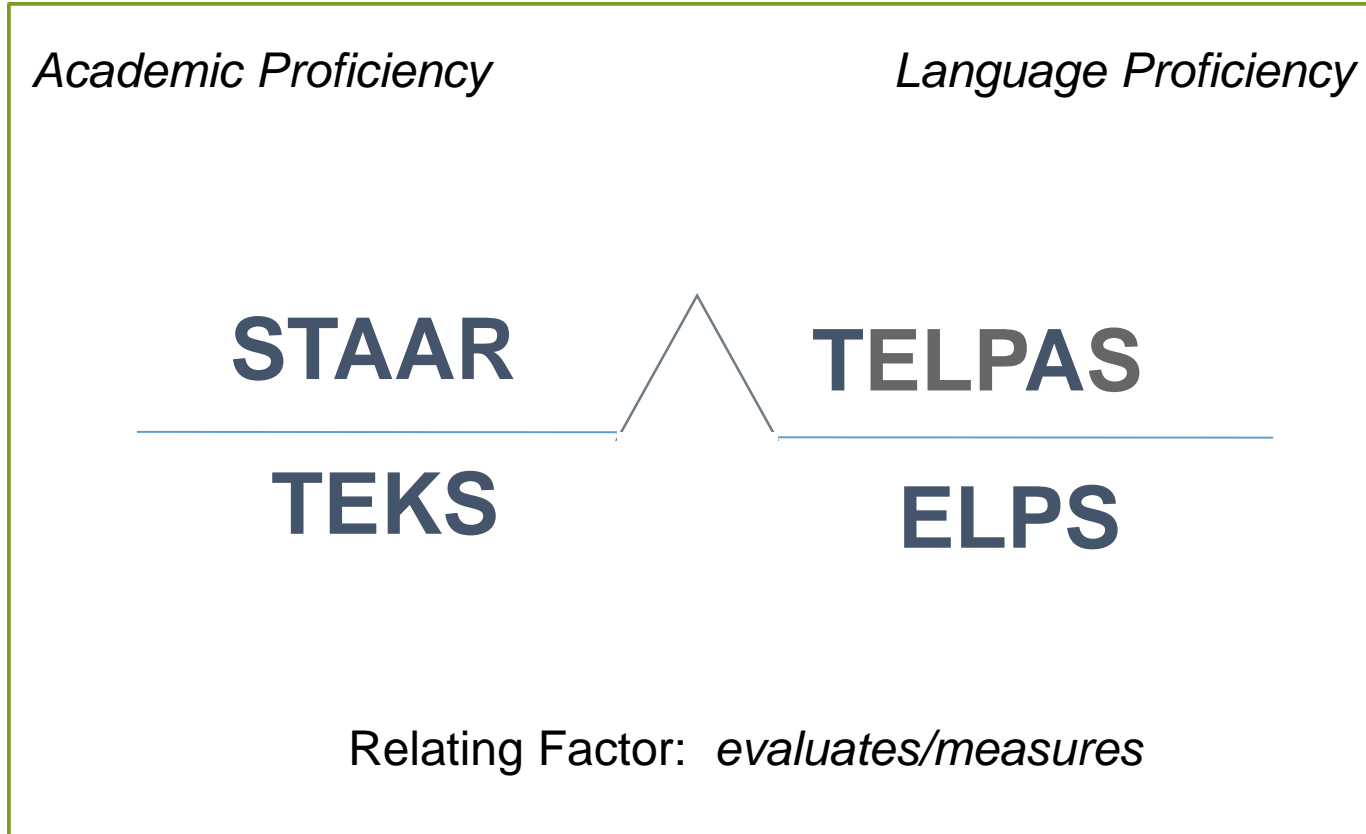 Academic Proficiency
Language Proficiency
STAAR
TELPAS
TEKS
ELPS
Relating Factor: evaluates/measures